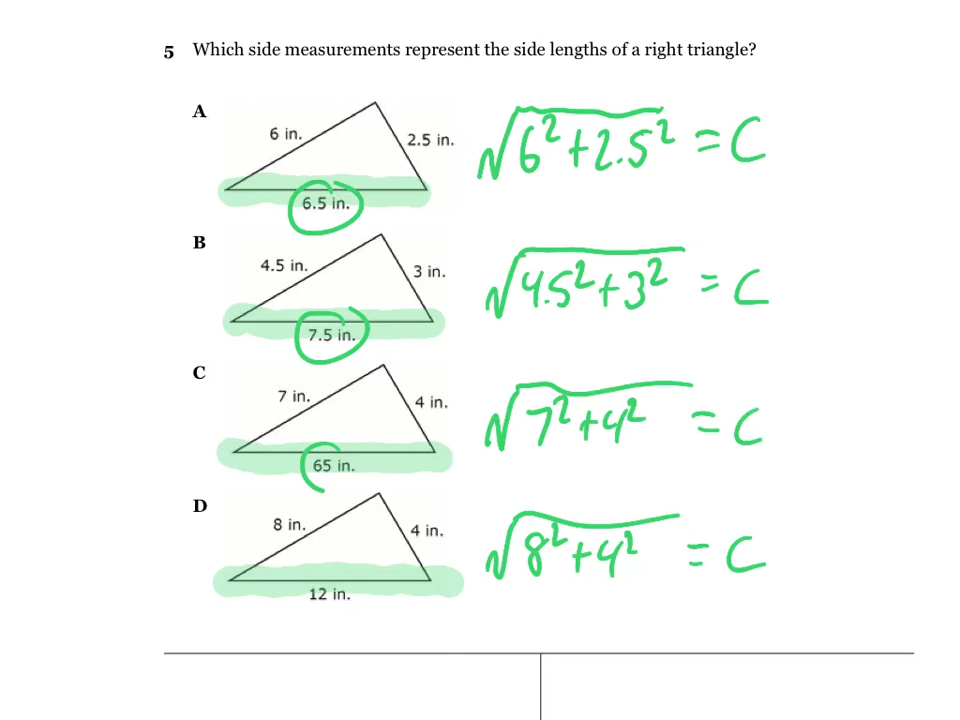 5 Which side measurements represent the side lengths of a right triangle?
A
6 in.
2.5 in.
6.5 in.
√6²+2.5² = C
B
4.5 in.
3 in.
7.5 in.
√4.5²+3² = C
C
7 in.
4 in.
65 in.
√7²+4² = C
D
8 in.
4 in.
12 in.
√8²+4² = C